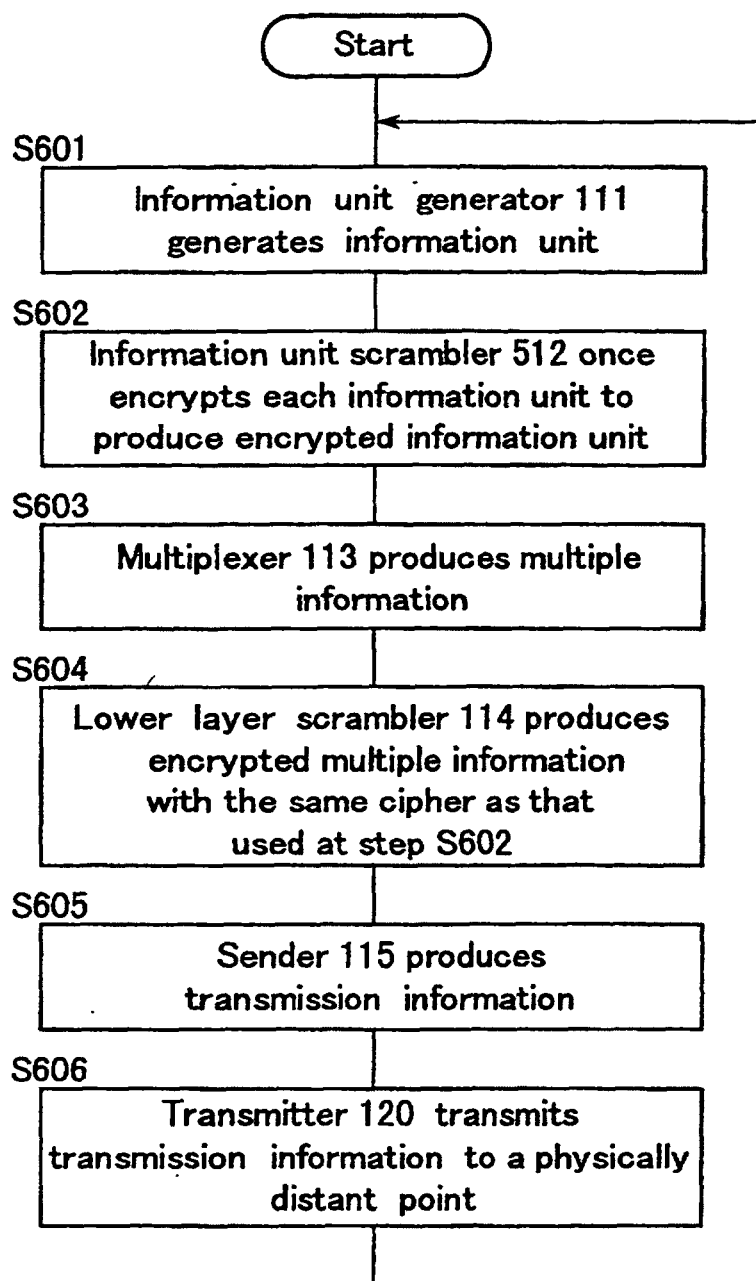 Start
S601
Information unit generator 111
generates information unit
S602
Information unit scrambler 512 once
encrypts each information unit to
produce encrypted information unit
S603
Multiplexer 113 produces multiple
information
S604
Lower layer scrambler 114 produces
encrypted multiple information
with the same cipher as that
used at step S602
S605
Sender 115 produces
transmission information
S606
Transmitter 120 transmits
transmission information to a physically
distant point